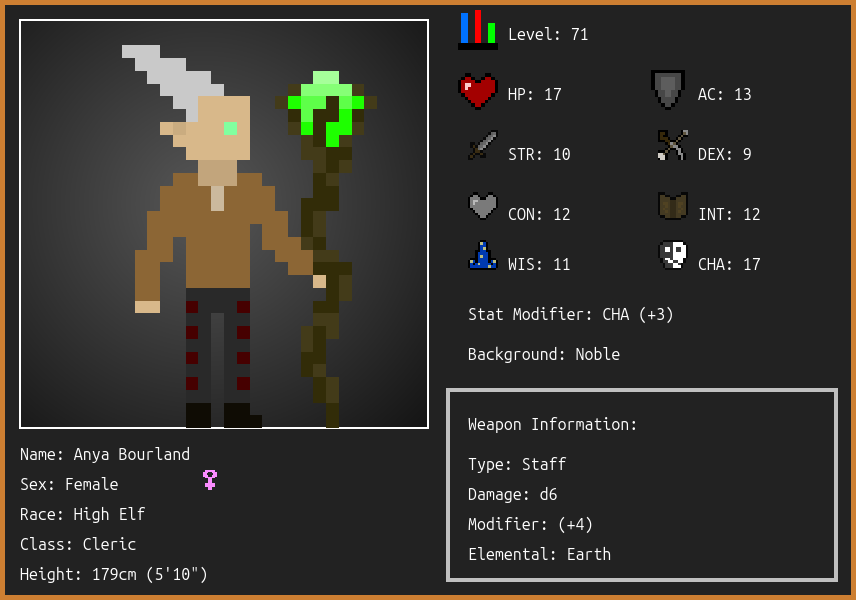 Level: 71
HP: 17
AC: 13
STR: 10
DEX: 9
CON: 12
INT: 12
WIS: 11
CHA: 17
Stat Modifier: CHA (+3)
Background: Noble
Weapon Information:
Type: Staff
Damage: d6
Modifier: (+4)
Elemental: Earth
Name: Anya Bourland
Sex: Female
Race: High Elf
Class: Cleric
Height: 179cm (5'10")